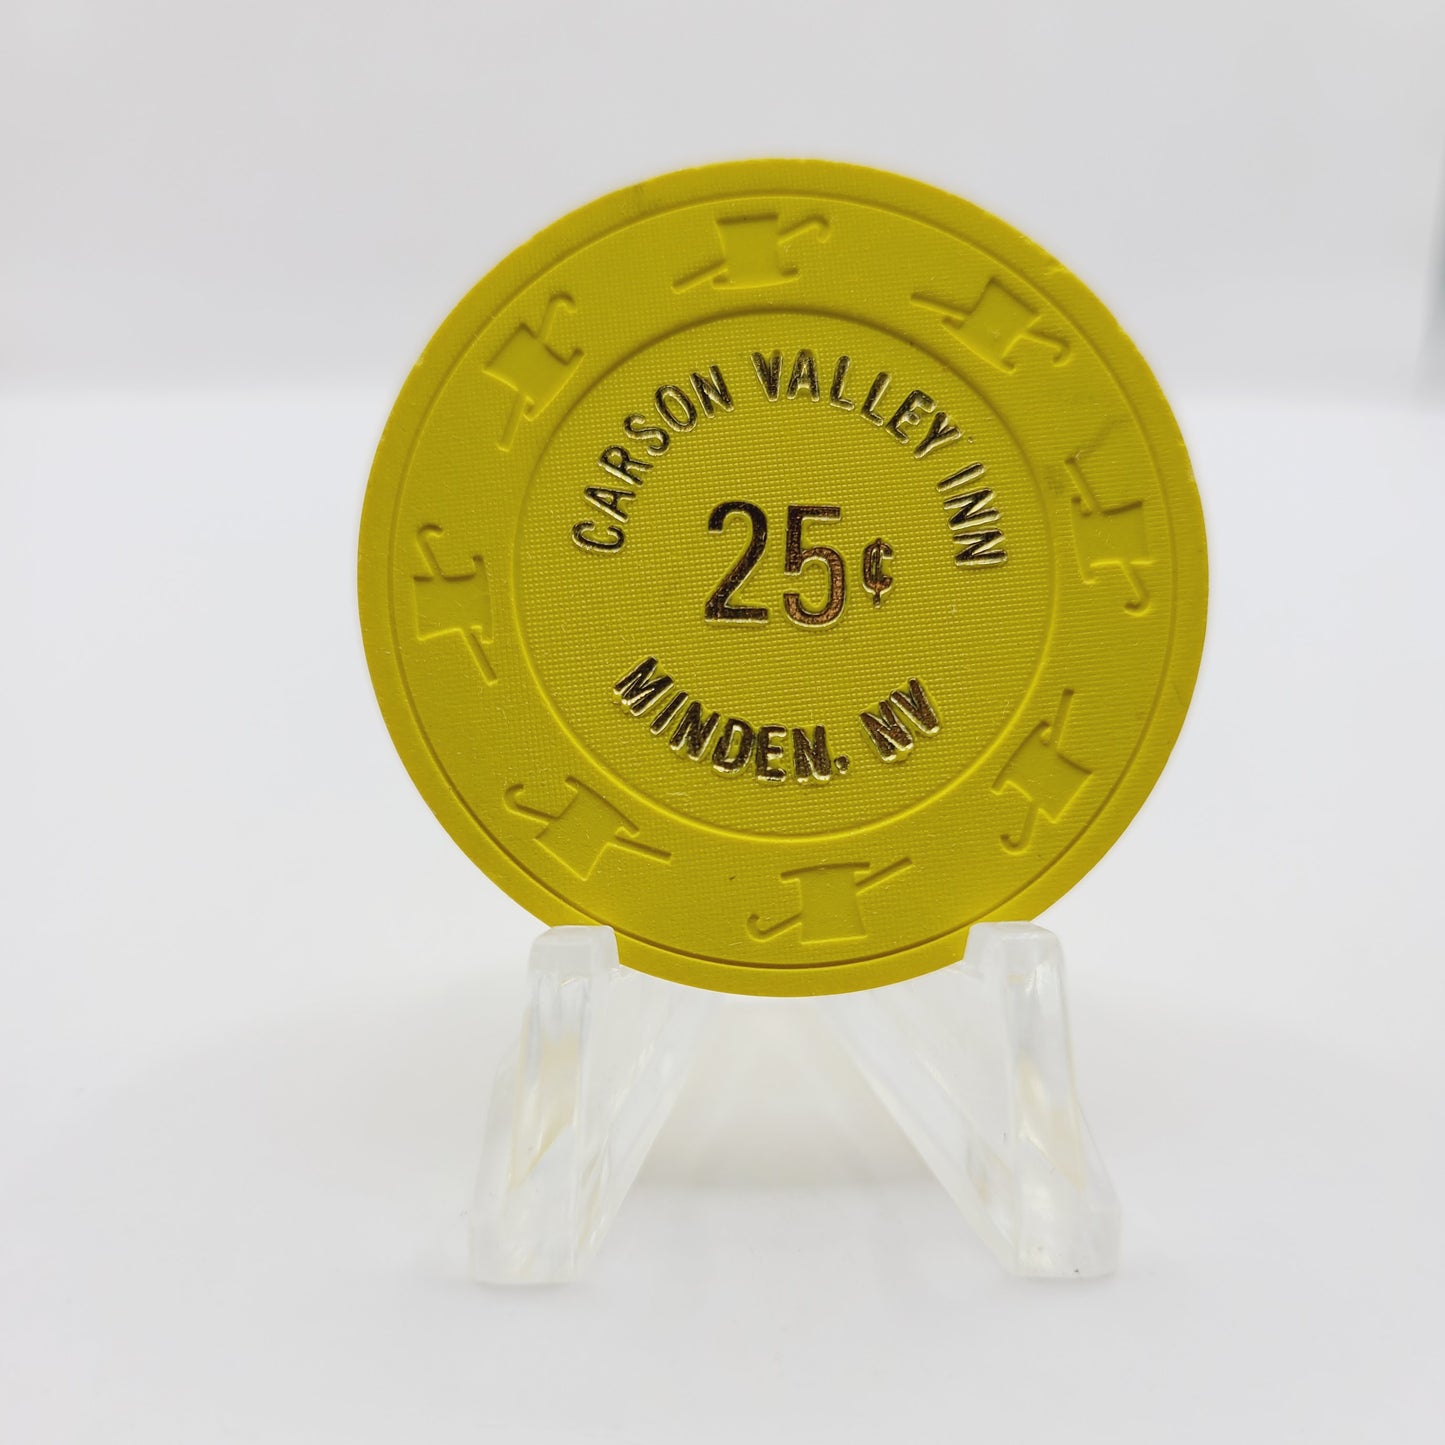 CARSON VALLEY INN
25¢
MINDEN, NV